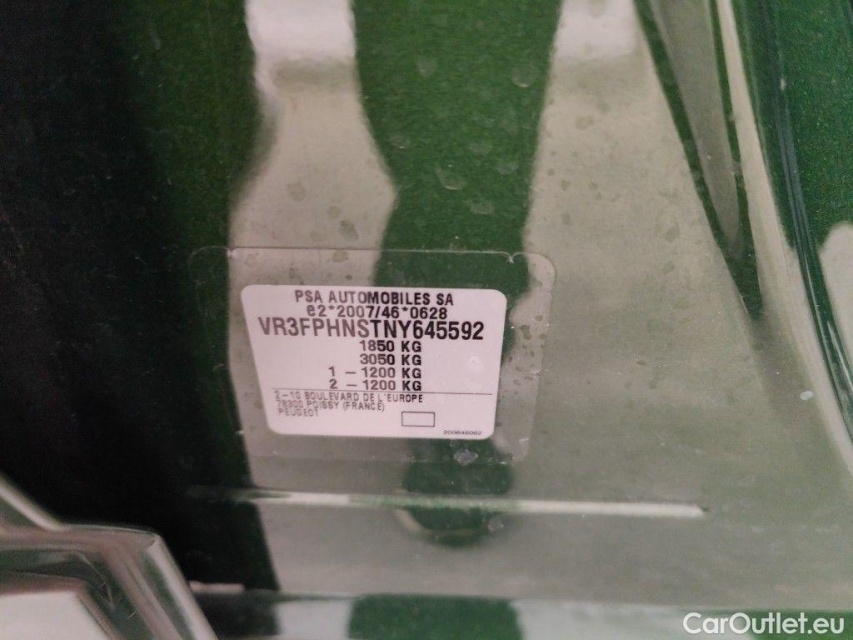 PSA AUTOMOBILES SA
e2*2007/46*0628
VR3FPHNSTNY645592
1850 KG
3050 KG
1 - 1200 KG
2 - 1200 KG
2-10 BOULEVARD DE L'EUROPE
78300 POISSY (FRANCE)
PEUGEOT
CarOutlet.eu